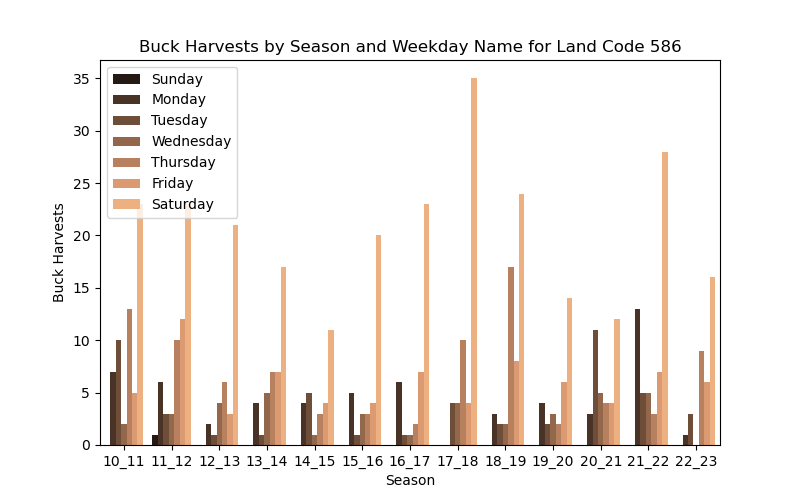 Buck Harvests by Season and Weekday Name for Land Code 586
35
30
25
20
15
10
5
0
Buck Harvests
Sunday
Monday
Tuesday
Wednesday
Thursday
Friday
Saturday
10_11 11_12 12_13 13_14 14_15 15_16 16_17 17_18 18_19 19_20 20_21 21_22 22_23
Season